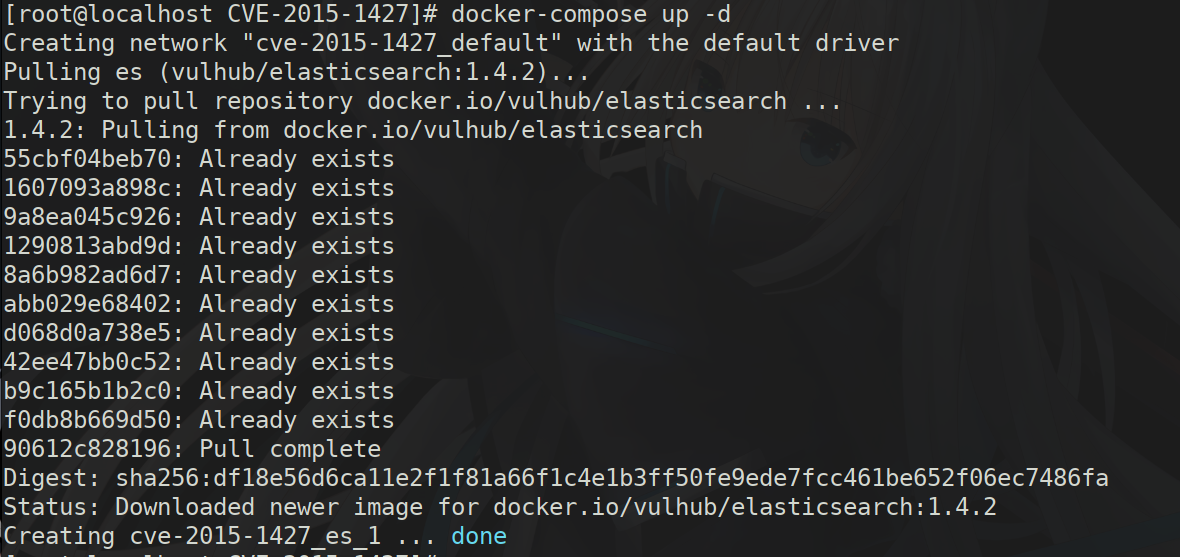 [root@localhost CVE-2015-1427]# docker-compose up -d
Creating network "cve-2015-1427_default" with the default driver
Pulling es (vulhub/elasticsearch:1.4.2)...
Trying to pull repository docker.io/vulhub/elasticsearch ...
1.4.2: Pulling from docker.io/vulhub/elasticsearch
55cbf04beb70: Already exists
1607093a898c: Already exists
9a8ea045c926: Already exists
1290813abd9d: Already exists
8a6b982ad6d7: Already exists
abb029e68402: Already exists
d068d0a738e5: Already exists
42ee47bb0c52: Already exists
b9c165b1b2c0: Already exists
f0db8b669d50: Already exists
90612c828196: Pull complete
Digest: sha256:df18e56d6ca11e2f1f81a66f1c4e1b3ff50fe9ede7fcc461be652f06ec7486fa
Status: Downloaded newer image for docker.io/vulhub/elasticsearch:1.4.2
Creating cve-2015-1427_es_1 ... done